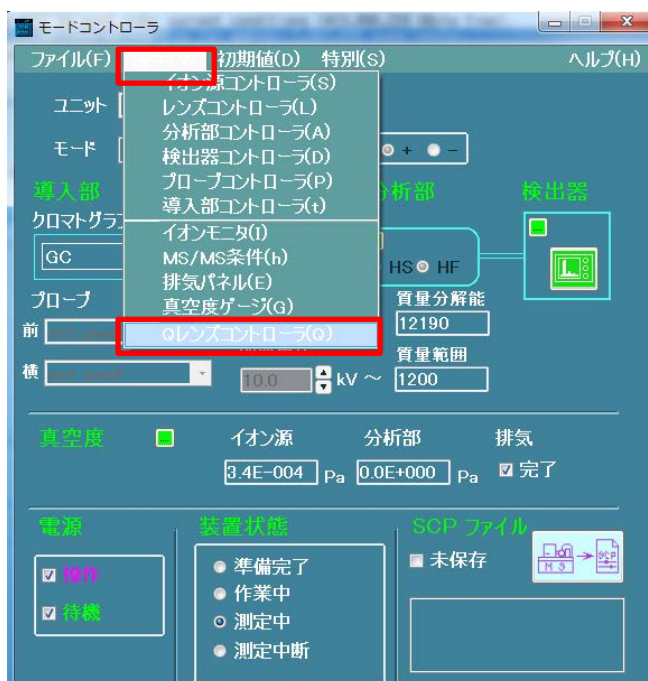 モードコントローラ
ファイル(F) 初期値(D) 特別(S) ヘルプ(H)
イオン源コントローラ(S)
レンズコントローラ(L)
分析部コントローラ(A)
検出器コントローラ(D)
プローブコントローラ(P)
導入部コントローラ(t)
イオンモニタ(I)
MS/MS条件(h)
排気パネル(E)
真空度ゲージ(G)
Qレンズコントローラ(Q)
ユニット
モード + -
導入部 分析部 検出器
クロマトグラフ
GC HS HF
プローブ 質量分解能
前 12190
質量範囲
横 10.0 kV ～ 1200
真空度 イオン源 分析部 排気
3.4E-004 Pa 0.0E+000 Pa 完了
電源 装置状態 SCP ファイル
操作 準備完了 未保存
待機 作業中
測定中
測定中断
MS SCP